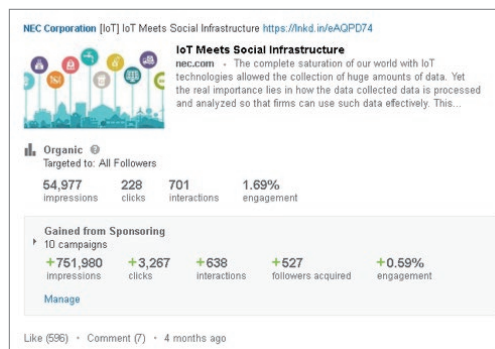 NEC Corporation [IoT] IoT Meets Social Infrastructure https://lnkd.in/eAQPD74
IoT Meets Social Infrastructure
nec.com • The complete saturation of our world with IoT
technologies allowed the collection of huge amounts of data. Yet
the real importance lies in how the data collected data is processed
and analyzed so that firms can use such data effectively. This...
Organic
Targeted to: All Followers
54,977 228 701 1.69%
impressions clicks interactions engagement
Gained from Sponsoring
10 campaigns
+751,980 +3,267 +638 +527 +0.59%
impressions clicks interactions followers acquired engagement
Manage
Like (596) • Comment (7) • 4 months ago